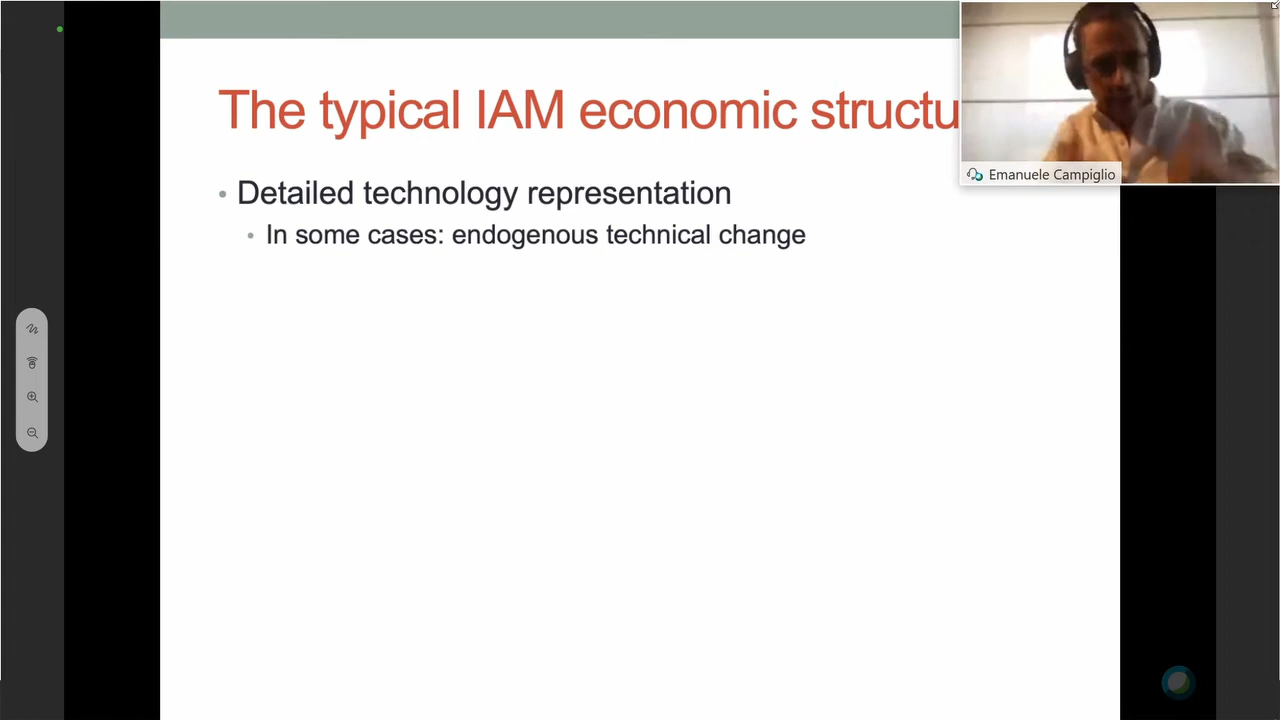 The typical IAM economic structu
Emanuele Campiglio
• Detailed technology representation
• In some cases: endogenous technical change